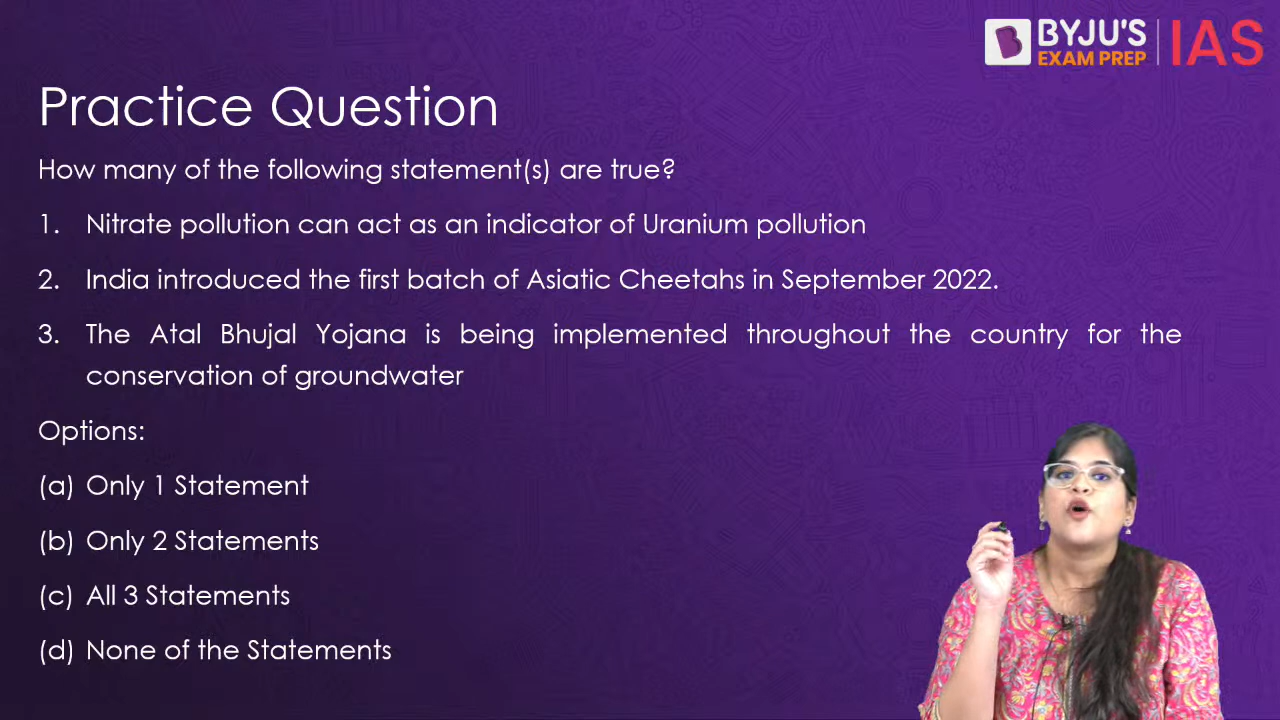 BYJU'S
EXAM PREP
IAS
Practice Question
How many of the following statement(s) are true?
1. Nitrate pollution can act as an indicator of Uranium pollution
2. India introduced the first batch of Asiatic Cheetahs in September 2022.
3. The Atal Bhujal Yojana is being implemented throughout the country for the
conservation of groundwater
Options:
(a) Only 1 Statement
(b) Only 2 Statements
(c) All 3 Statements
(d) None of the Statements